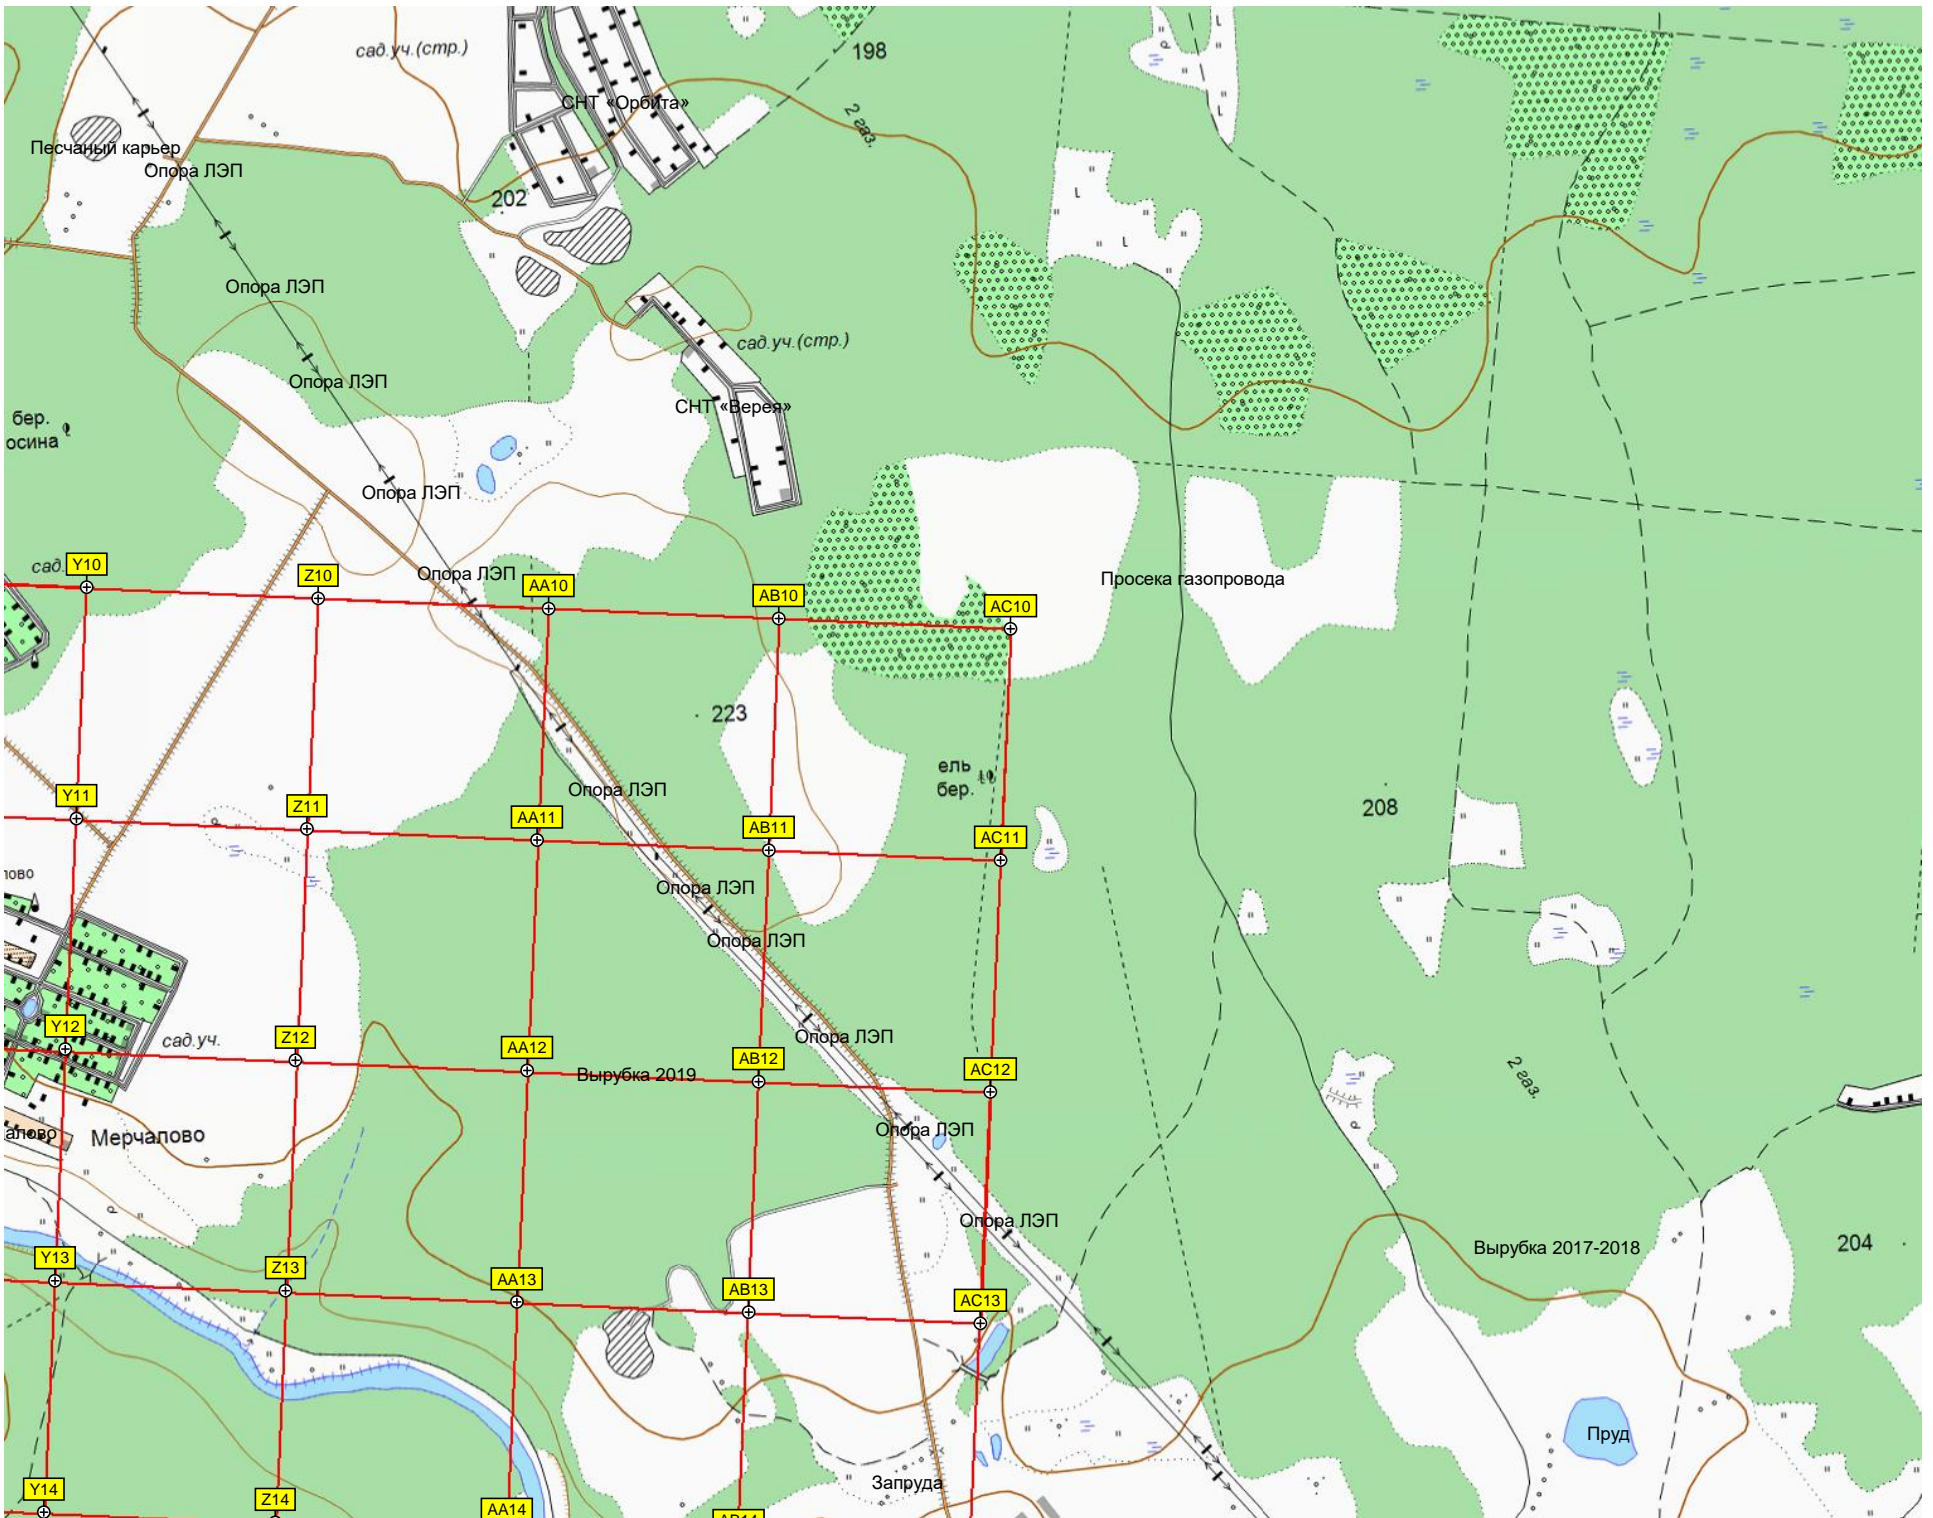 сад.уч.(стр.)
198
СНТ «Орбита»
2 газ.
Песчаный карьер
Опора ЛЭП
202
Опора ЛЭП
сад.уч.(стр.)
Опора ЛЭП
СНТ «Верея»
бер.
осина
Опора ЛЭП
сад.
Y10
Z10
Опора ЛЭП
AA10
AB10
AC10
Просека газопровода
223
ель
бер.
Опора ЛЭП
Y11
Z11
AA11
AB11
AC11
208
Опора ЛЭП
Опора ЛЭП
Y12
сад.уч.
Z12
AA12
Вырубка 2019
AB12
Опора ЛЭП
AC12
2 газ.
алово
Мерчалово
Опора ЛЭП
Опора ЛЭП
Вырубка 2017-2018
204
Y13
Z13
AA13
AB13
AC13
Пруд
Запруда
Y14
Z14
AA14
AB14